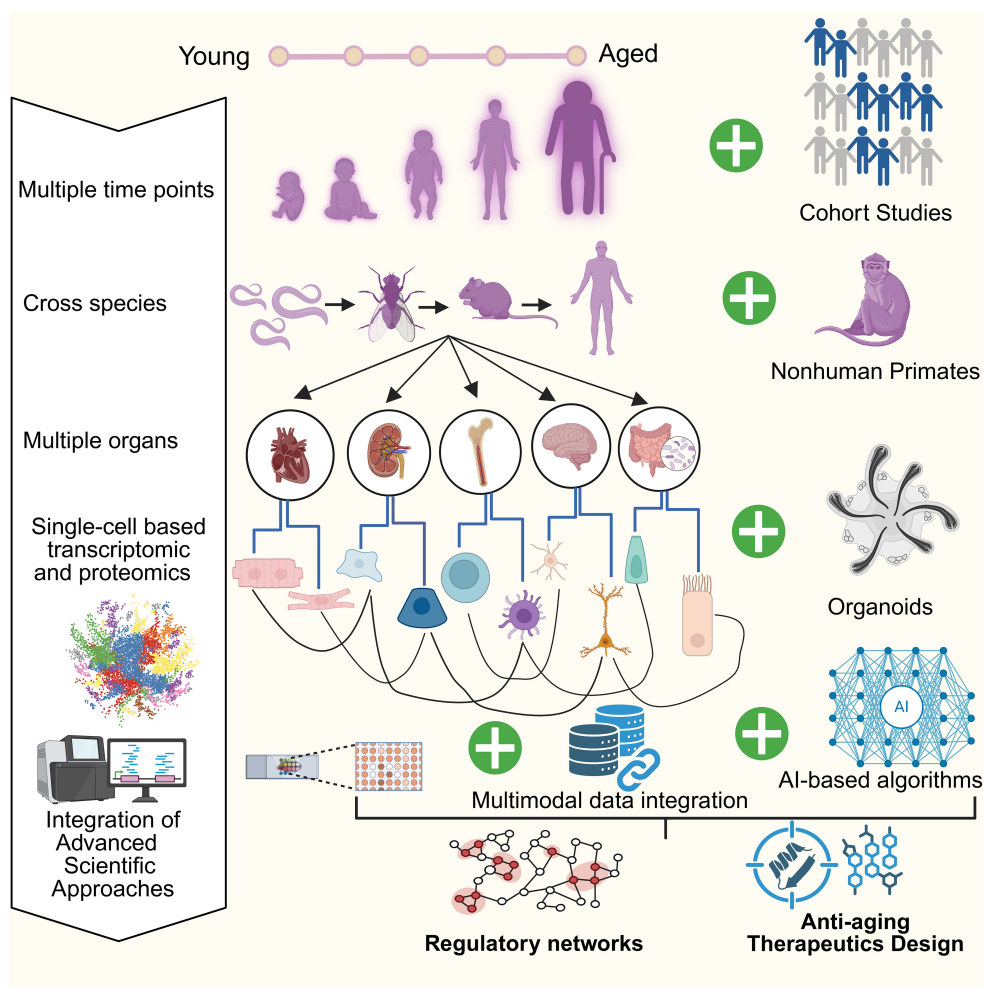 Young
Aged
Multiple time points
Cohort Studies
Cross species
Nonhuman Primates
Multiple organs
Single-cell based
transcriptomic
and proteomics
Organoids
AI
AI-based algorithms
Multimodal data integration
Integration of
Advanced
Scientific
Approaches
Regulatory networks
Anti-aging
Therapeutics Design